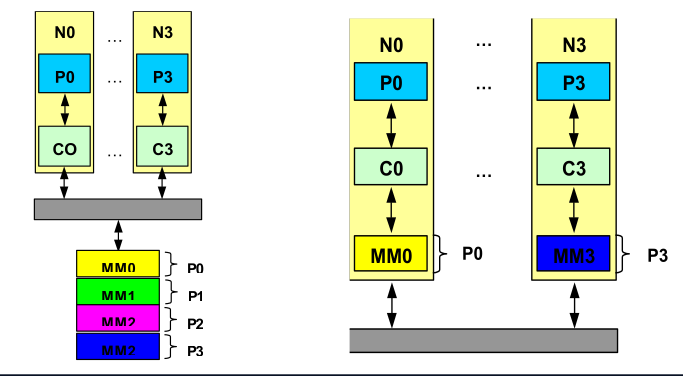 N0 ... N3
P0 ... P3
CO ... C3
MM0 P0
MM1 P1
MM2 P2
MM2 P3
N0 ... N3
P0 ... P3
C0 ... C3
MM0 P0 MM3 P3